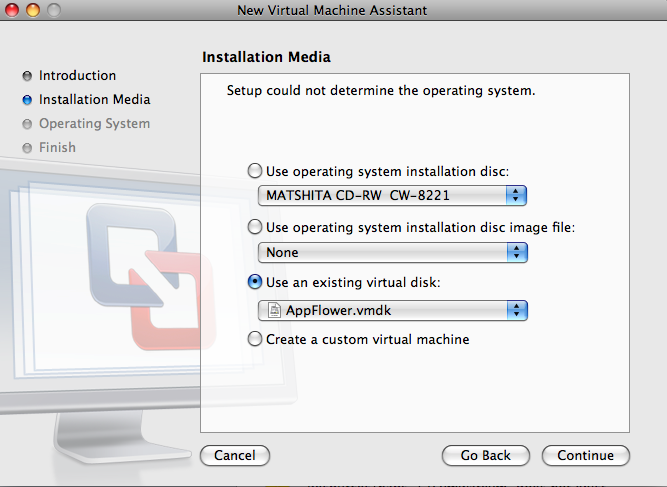 New Virtual Machine Assistant
Installation Media
Introduction
Installation Media
Operating System
Finish
Setup could not determine the operating system.
Use operating system installation disc:
MATSHITA CD-RW CW-8221
Use operating system installation disc image file:
None
Use an existing virtual disk:
AppFlower.vmdk
Create a custom virtual machine
Cancel
Go Back
Continue